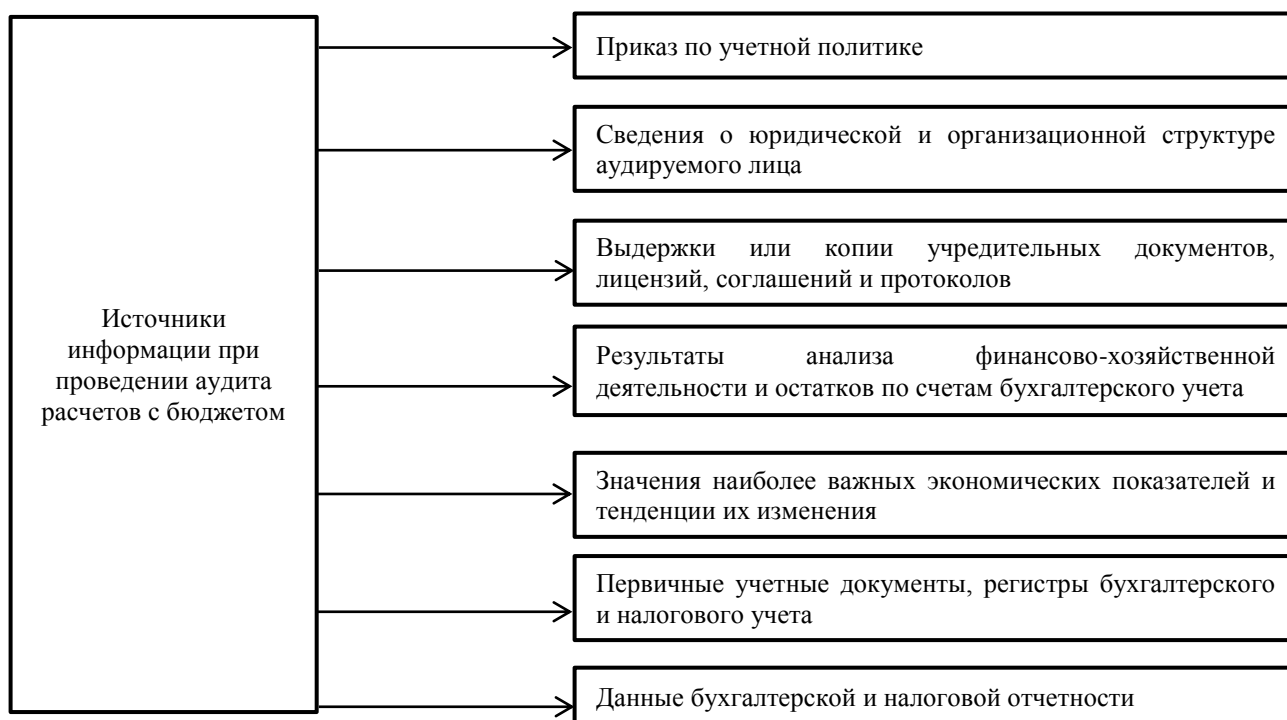 Источники
информации при
проведении аудита
расчетов с бюджетом
Приказ по учетной политике
Сведения о юридической и организационной структуре
аудируемого лица
Выдержки или копии учредительных документов,
лицензий, соглашений и протоколов
Результаты анализа финансово-хозяйственной
деятельности и остатков по счетам бухгалтерского учета
Значения наиболее важных экономических показателей и
тенденции их изменения
Первичные учетные документы, регистры бухгалтерского
и налогового учета
Данные бухгалтерской и налоговой отчетности